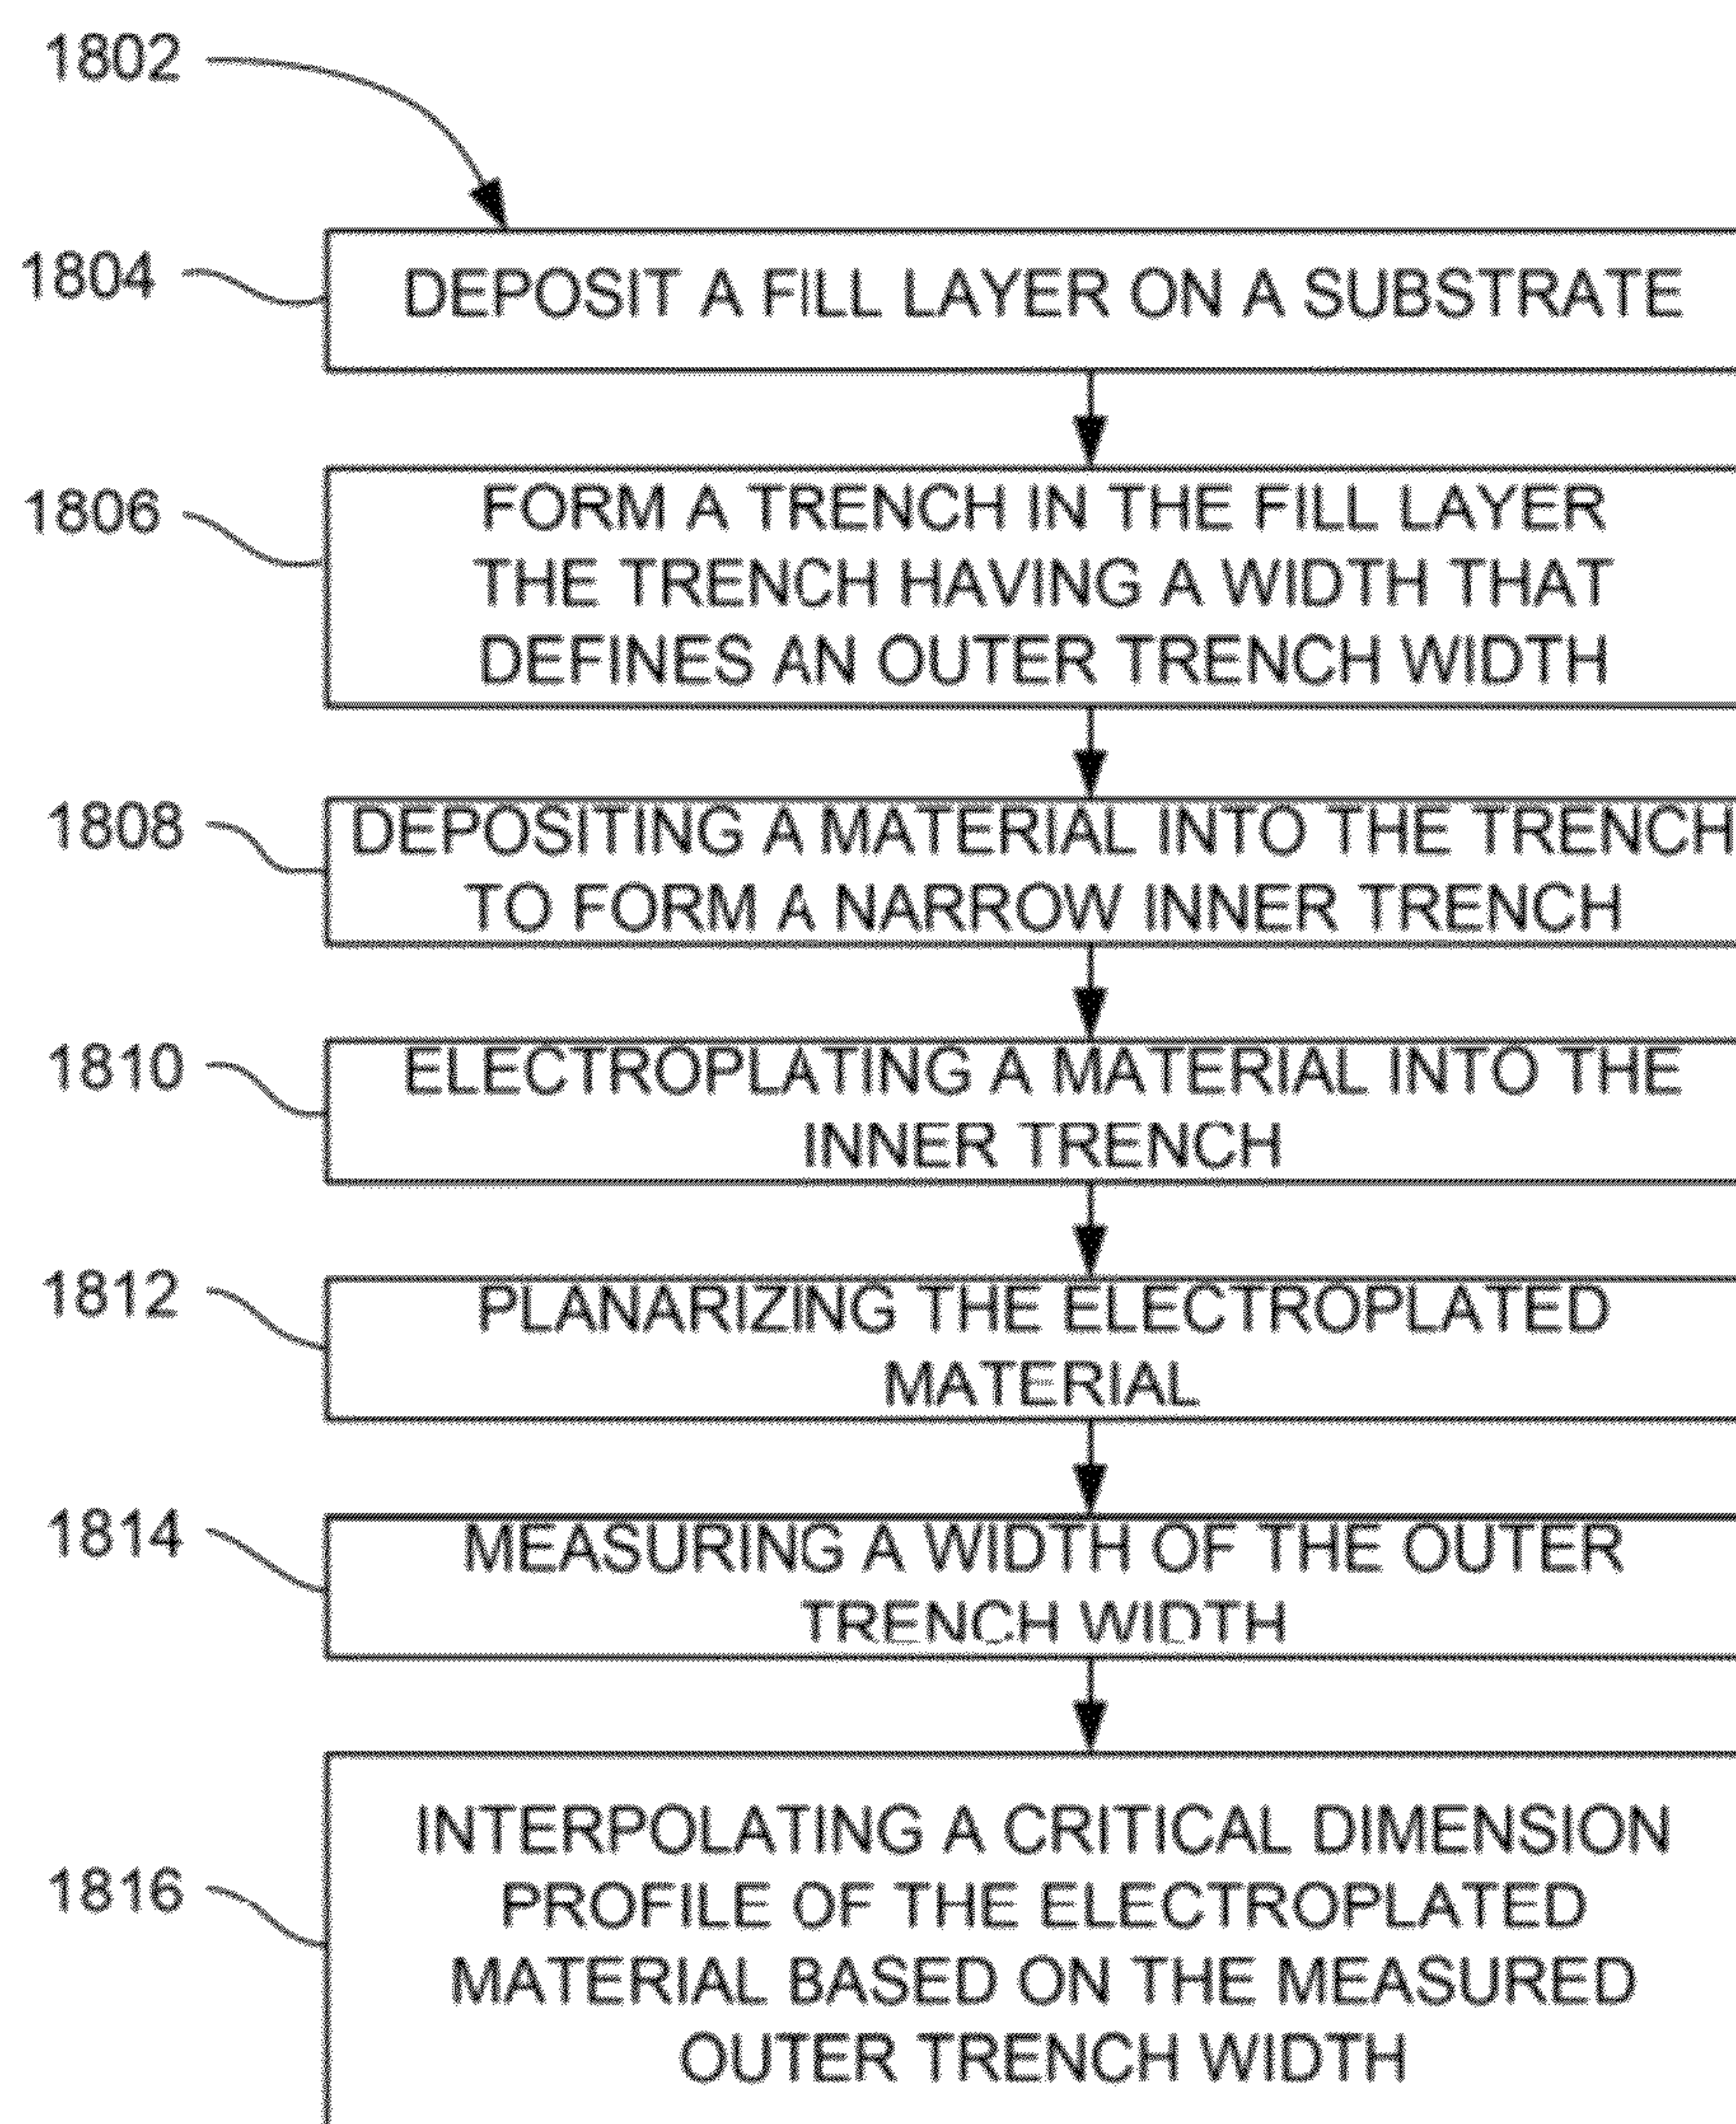 1802
1804
DEPOSIT A FILL LAYER ON A SUBSTRATE
1806
FORM A TRENCH IN THE FILL LAYER
THE TRENCH HAVING A WIDTH THAT
DEFINES AN OUTER TRENCH WIDTH
1808
DEPOSITING A MATERIAL INTO THE TRENCH
TO FORM A NARROW INNER TRENCH
1810
ELECTROPLATING A MATERIAL INTO THE
INNER TRENCH
1812
PLANARIZING THE ELECTROPLATED
MATERIAL
1814
MEASURING A WIDTH OF THE OUTER
TRENCH WIDTH
1816
INTERPOLATING A CRITICAL DIMENSION
PROFILE OF THE ELECTROPLATED
MATERIAL BASED ON THE MEASURED
OUTER TRENCH WIDTH